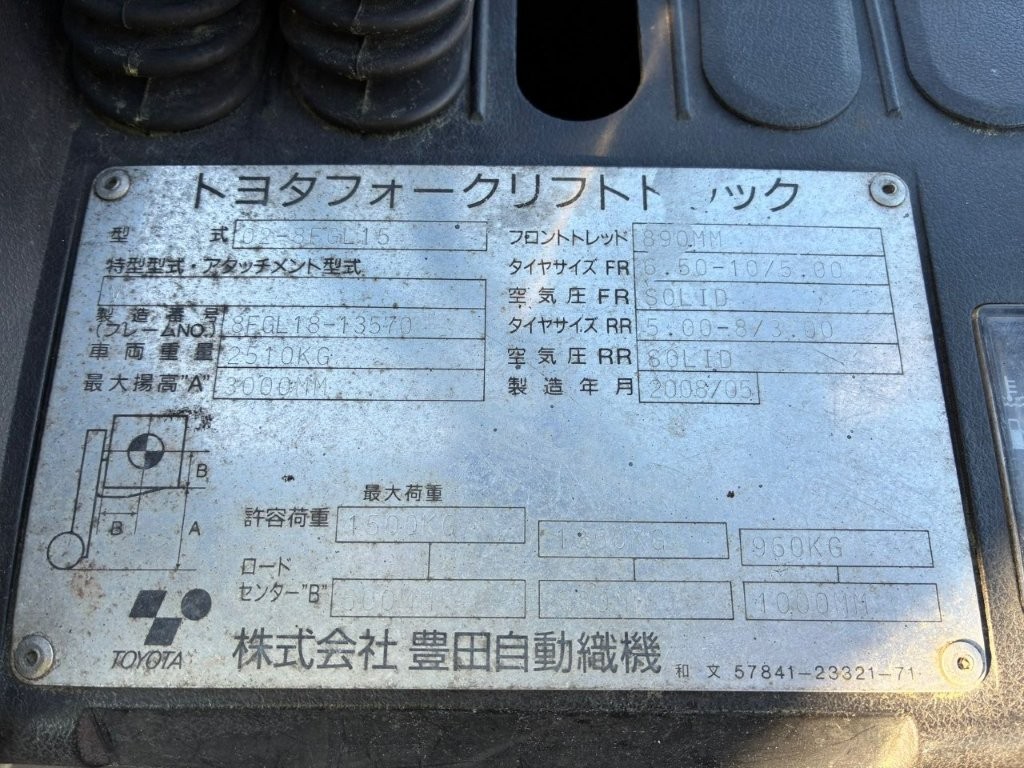 トヨタフォークリフトトラック
型式 02-8FGL15
特型型式・アタッチメント型式
製造番号 (フレームNO.) 8FGL18-13570
車両重量 2510KG
最大揚高"A" 3000MM
フロントトレッド 890MM
タイヤサイズ FR 6.50-10/5.00
空気圧 FR SOLID
タイヤサイズ RR 5.00-8/3.00
空気圧 RR SOLID
製造年月 2008/05
B
B
A
最大荷重
許容荷重 1500KG 960KG
ロードセンター"B" 1000MM
TOYOTA
株式会社 豊田自動織機
和文 57841-23321-71